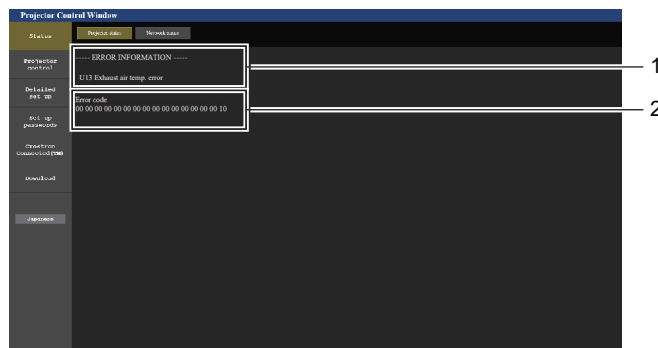 Projector Control Window
Status
Projector status
Network status
Projector control
Detailed set up
Set up passwords
Crestron Connected(TM)
Download
Japanese
----- ERROR INFORMATION -----
U13 Exhaust air temp. error
Error code
00 00 00 00 00 00 00 00 00 00 00 00 00 00 00 10
1
2